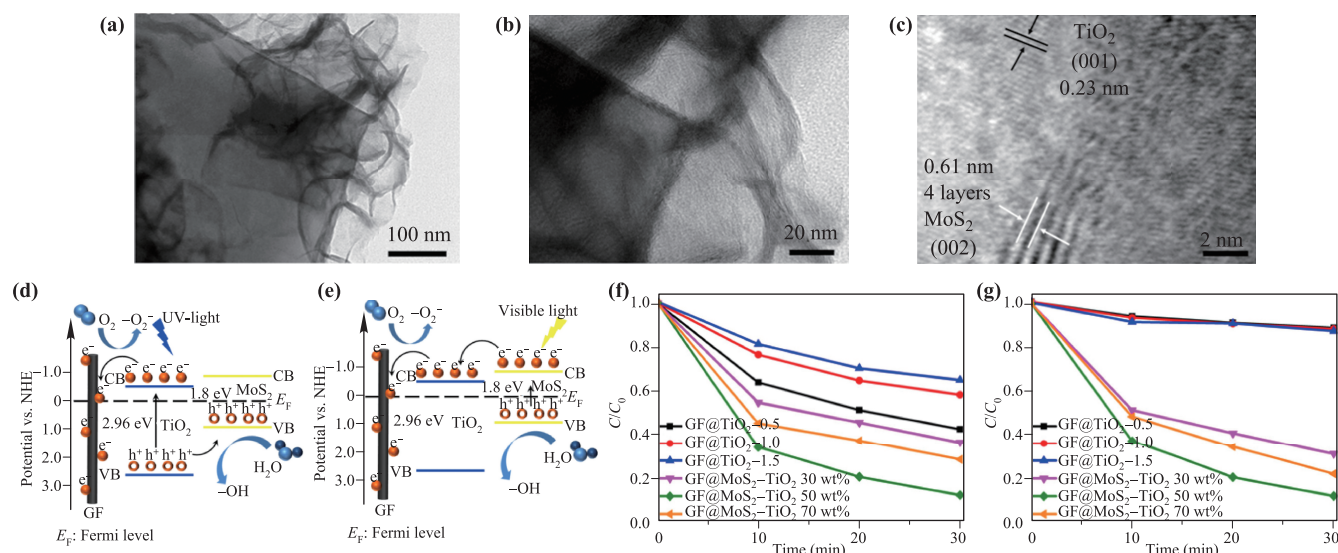 (a)
100 nm
(b)
20 nm
(c)
TiO₂
(001)
0.23 nm
0.61 nm
4 layers
MoS₂
(002)
2 nm
(d)
O₂ –O₂⁻
UV-light
e⁻
e⁻ e⁻ e⁻ e⁻
CB
CB
–1.0
1.8 eV MoS₂
E_F
0
e⁻
h⁺ h⁺ h⁺ h⁺
2.96 eV
TiO₂
VB
1.0
e⁻
2.0
e⁻
h⁺ h⁺ h⁺ h⁺
H₂O
VB
3.0
e⁻
–OH
GF
Potential vs. NHE
E_F: Fermi level
(e)
O₂ –O₂⁻
Visible light
e⁻
e⁻ e⁻ e⁻ e⁻
e⁻ e⁻ e⁻ e⁻
CB
CB
–1.0
1.8 eV MoS₂
E_F
0
e⁻
h⁺ h⁺ h⁺ h⁺
2.96 eV
TiO₂
VB
1.0
e⁻
2.0
e⁻
H₂O
VB
3.0
e⁻
–OH
GF
Potential vs. NHE
E_F: Fermi level
(f)
1.0
0.8
0.6
0.4
0.2
0.0
C/C₀
GF@TiO₂–0.5
GF@TiO₂–1.0
GF@TiO₂–1.5
GF@MoS₂–TiO₂ 30 wt%
GF@MoS₂–TiO₂ 50 wt%
GF@MoS₂–TiO₂ 70 wt%
0 10 20 30
Time (min)
(g)
1.0
0.8
0.6
0.4
0.2
0.0
C/C₀
GF@TiO₂–0.5
GF@TiO₂–1.0
GF@TiO₂–1.5
GF@MoS₂–TiO₂ 30 wt%
GF@MoS₂–TiO₂ 50 wt%
GF@MoS₂–TiO₂ 70 wt%
0 10 20 30
Time (min)